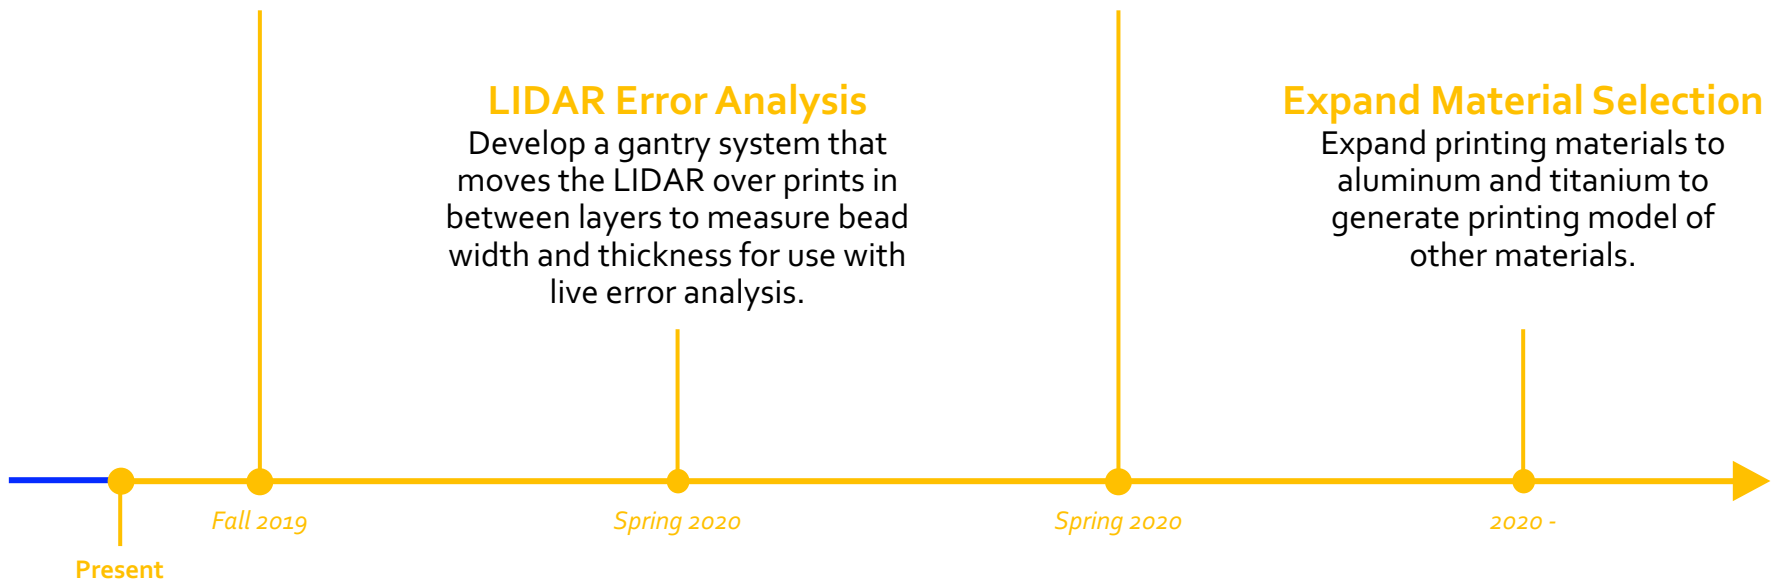 LIDAR Error Analysis
Develop a gantry system that
moves the LIDAR over prints in
between layers to measure bead
width and thickness for use with
live error analysis.
Expand Material Selection
Expand printing materials to
aluminum and titanium to
generate printing model of
other materials.
Fall 2019
Spring 2020
Spring 2020
2020 -
Present